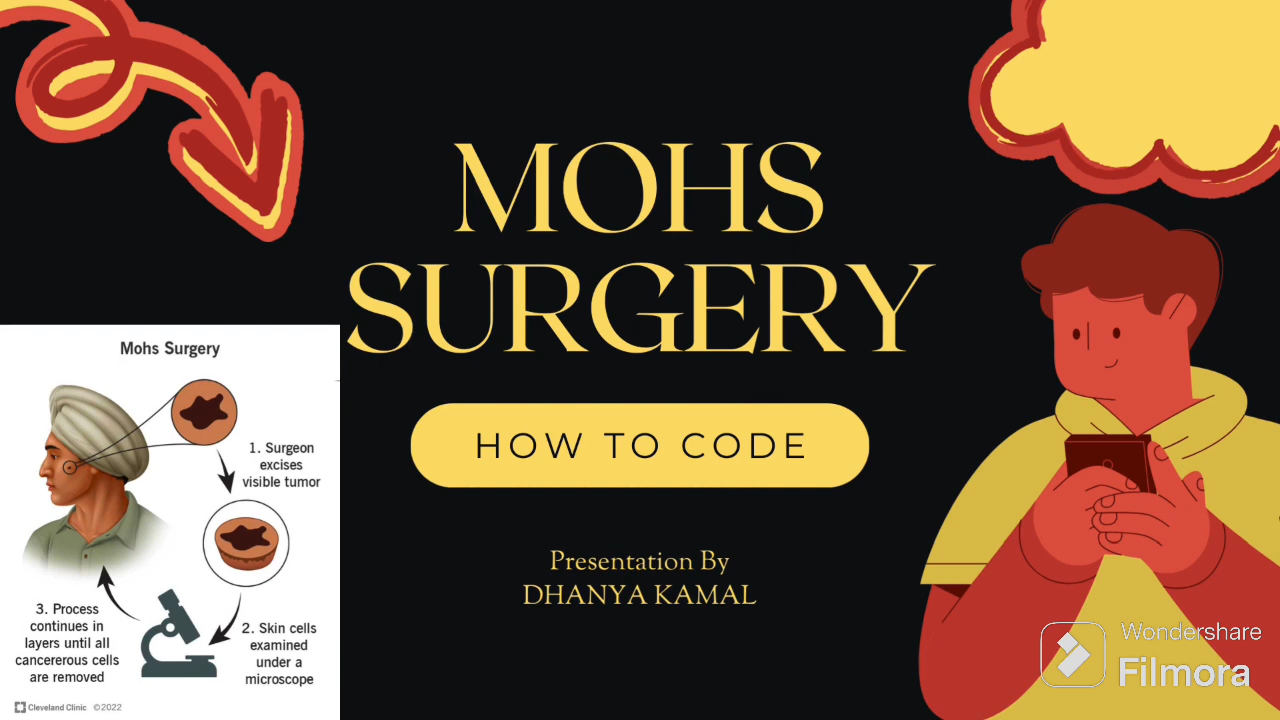 MOHS
SURGERY
HOW TO CODE
Presentation By
DHANYA KAMAL
Mohs Surgery
1. Surgeon
excises
visible tumor
2. Skin cells
examined
under a
microscope
3. Process
continues in
layers until all
cancererous cells
are removed
Cleveland Clinic ©2022
Wondershare
Filmora